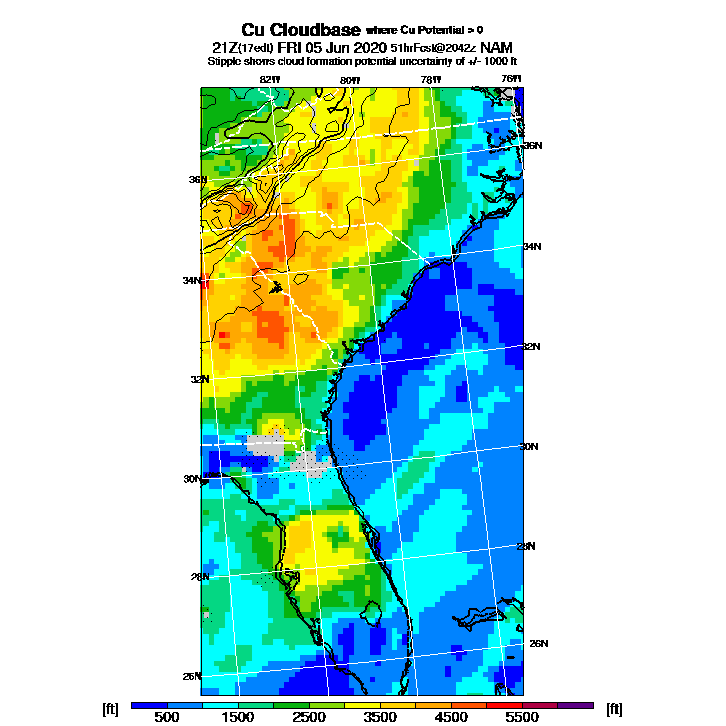 Cu Cloudbase where Cu Potential > 0
21Z(17edt) FRI 05 Jun 2020 51hrFcst@2042z NAM
Stipple shows cloud formation potential uncertainty of +/- 1000 ft
82W 80W 78W 76W
36N
36N
34N
34N
32N
32N
30N
30N
28N
28N
26N
26N
[ft] 500 1500 2500 3500 4500 5500 [ft]